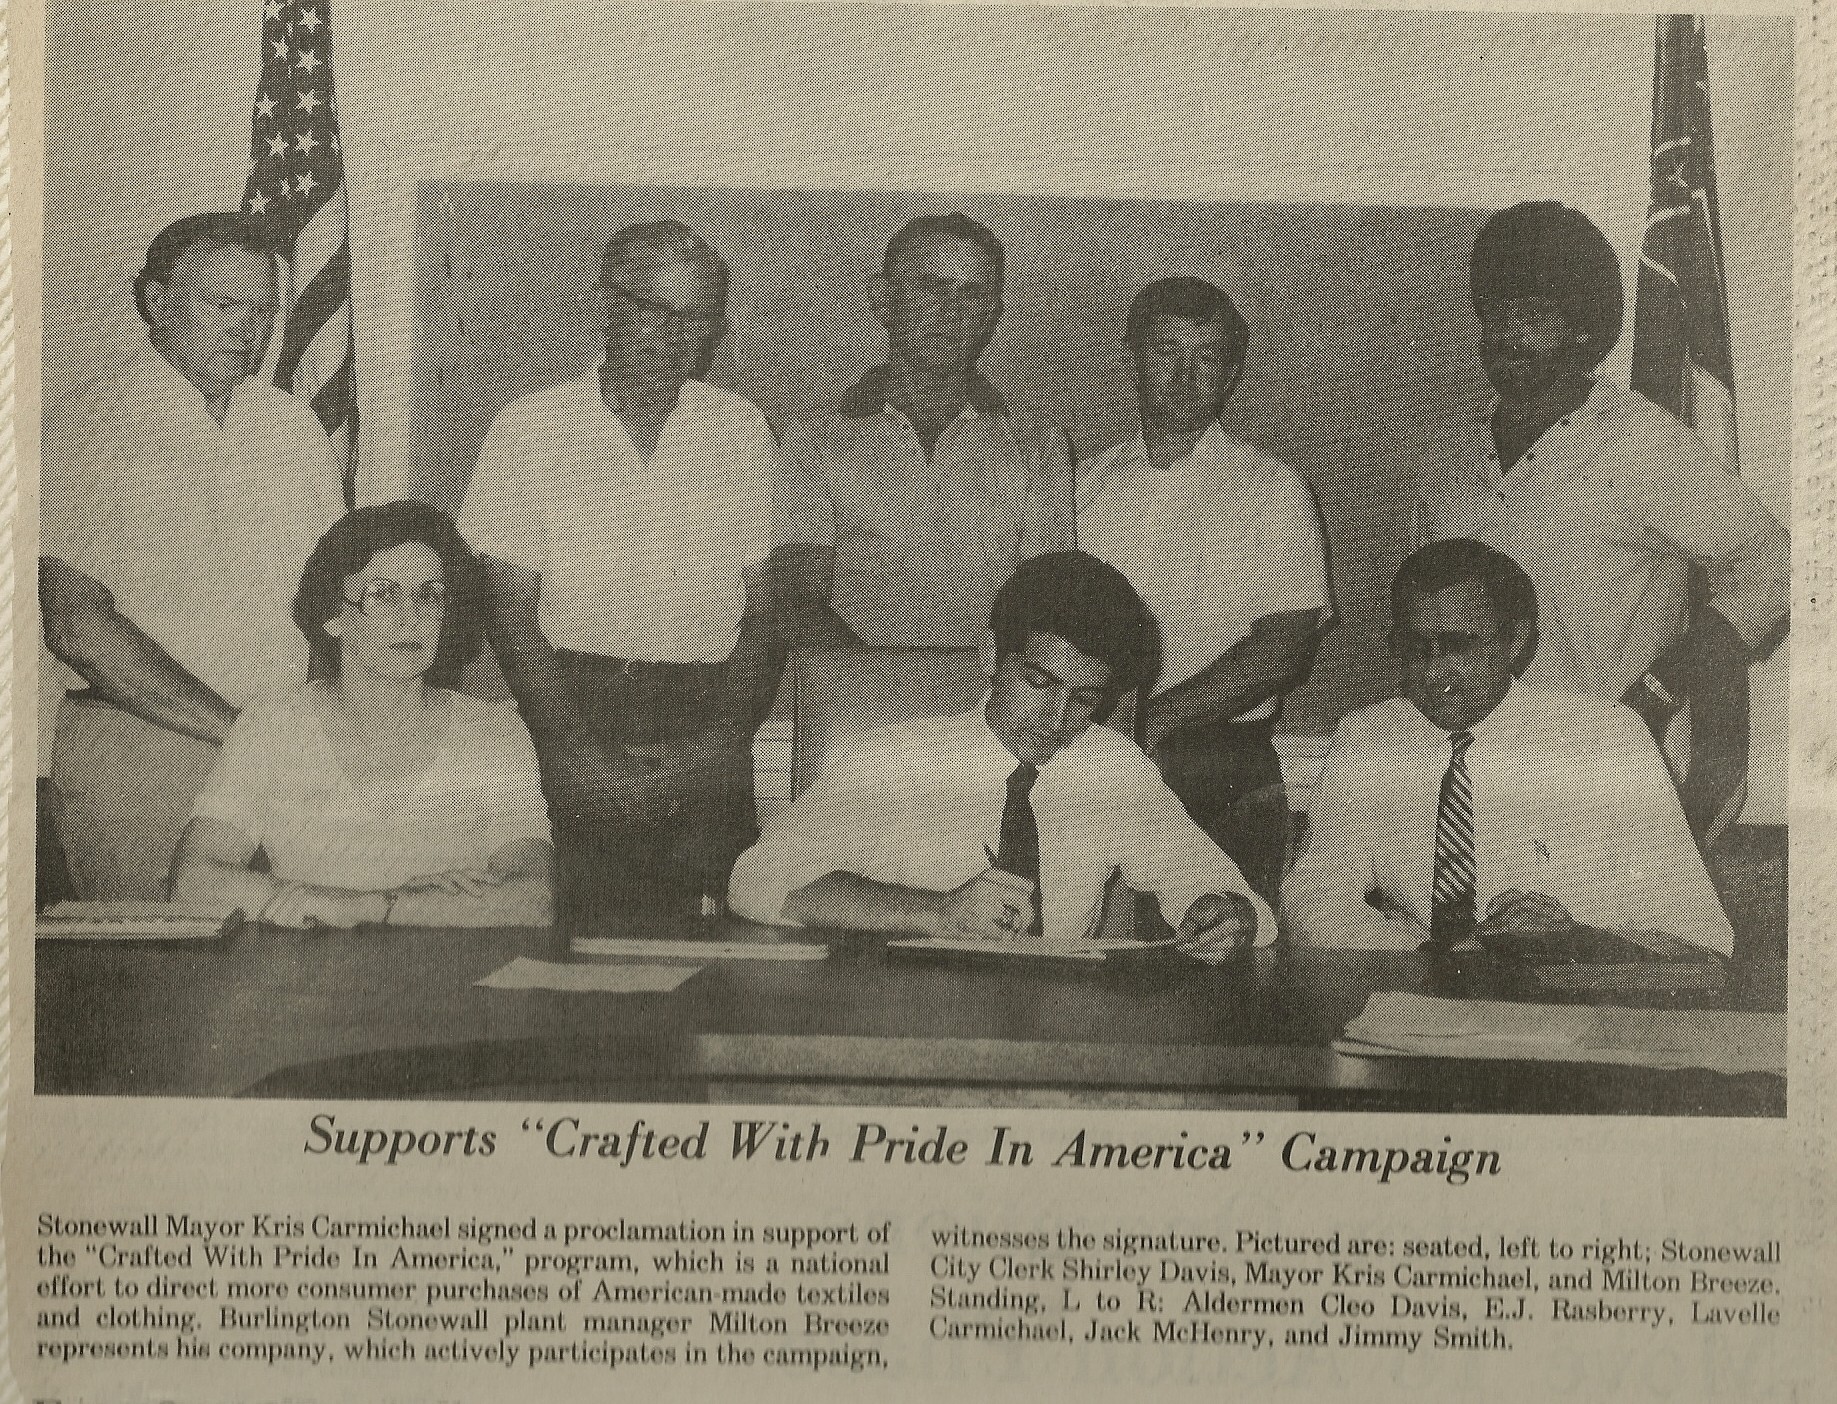 Supports “Crafted With Pride In America” Campaign
Stonewall Mayor Kris Carmichael signed a proclamation in support of
the “Crafted With Pride In America,” program, which is a national
effort to direct more consumer purchases of American-made textiles
and clothing. Burlington Stonewall plant manager Milton Breeze
represents his company, which actively participates in the campaign,
witnesses the signature. Pictured are: seated, left to right; Stonewall
City Clerk Shirley Davis, Mayor Kris Carmichael, and Milton Breeze.
Standing, L to R: Aldermen Cleo Davis, E.J. Rasberry, Lavelle
Carmichael, Jack McHenry, and Jimmy Smith.